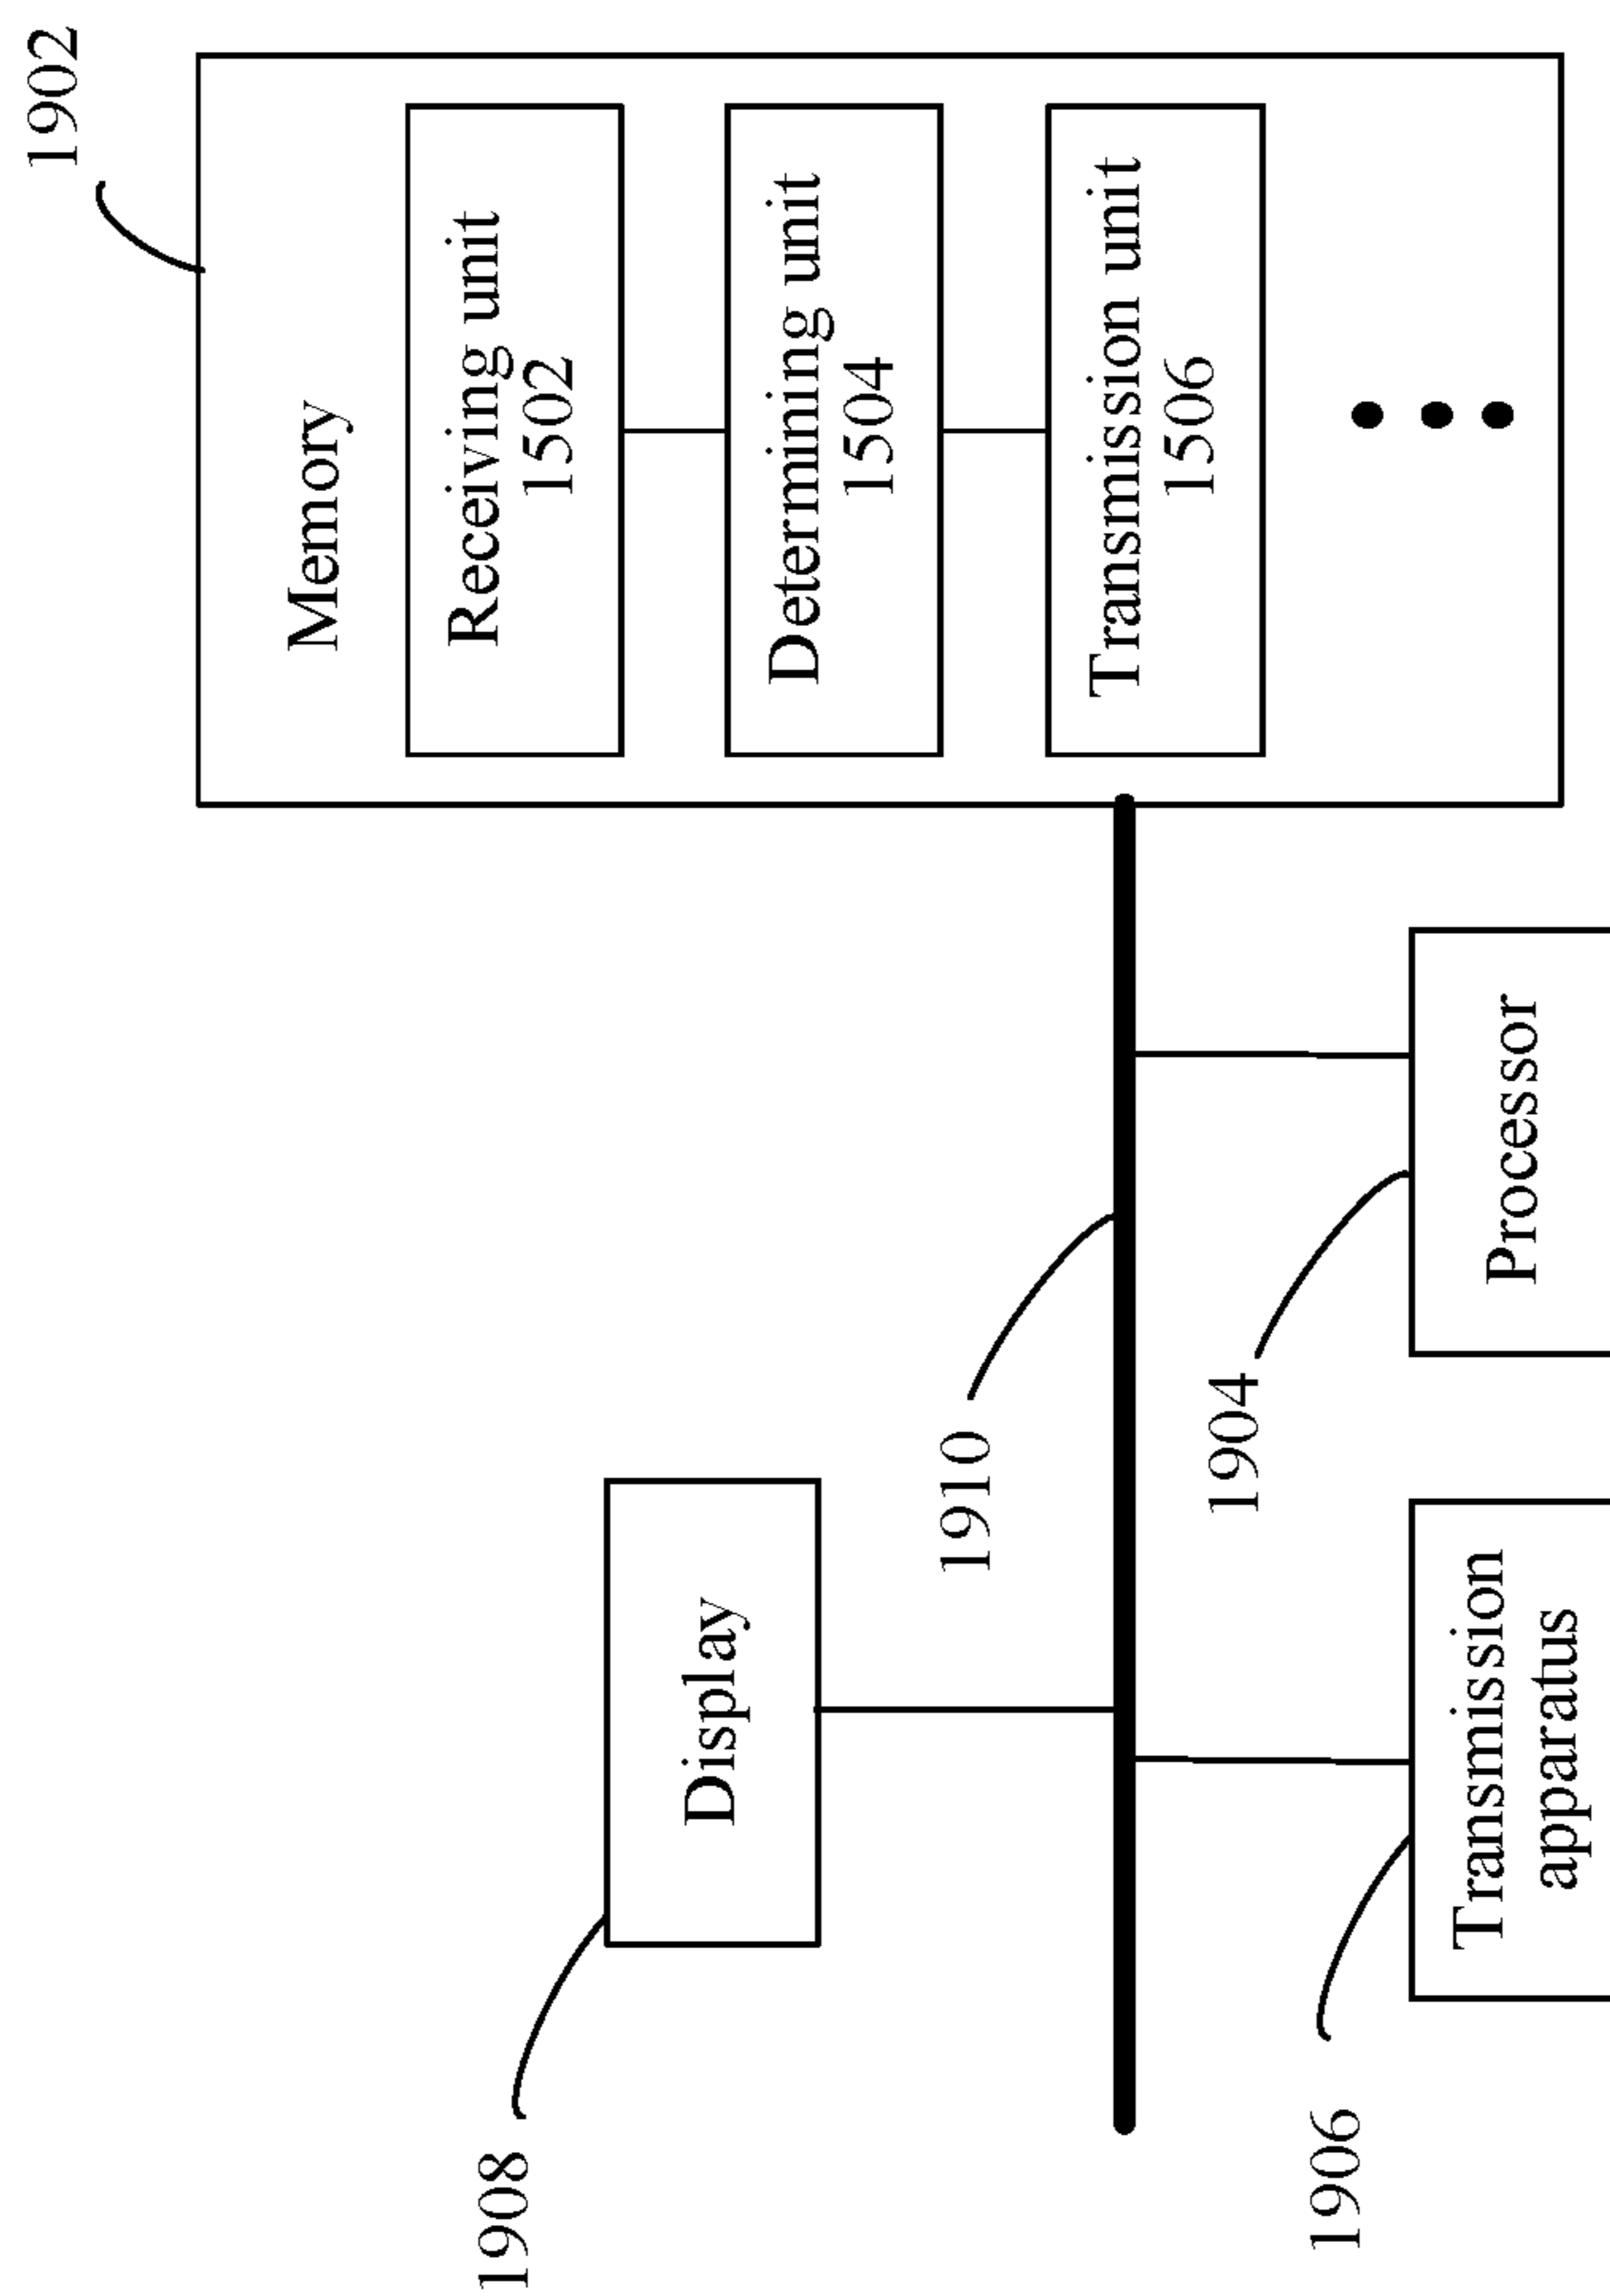 1902
Memory
Receiving unit
1502
Determining unit
1504
Transmission unit
1506
Display
1908
1910
Processor
1904
Transmission
apparatus
1906